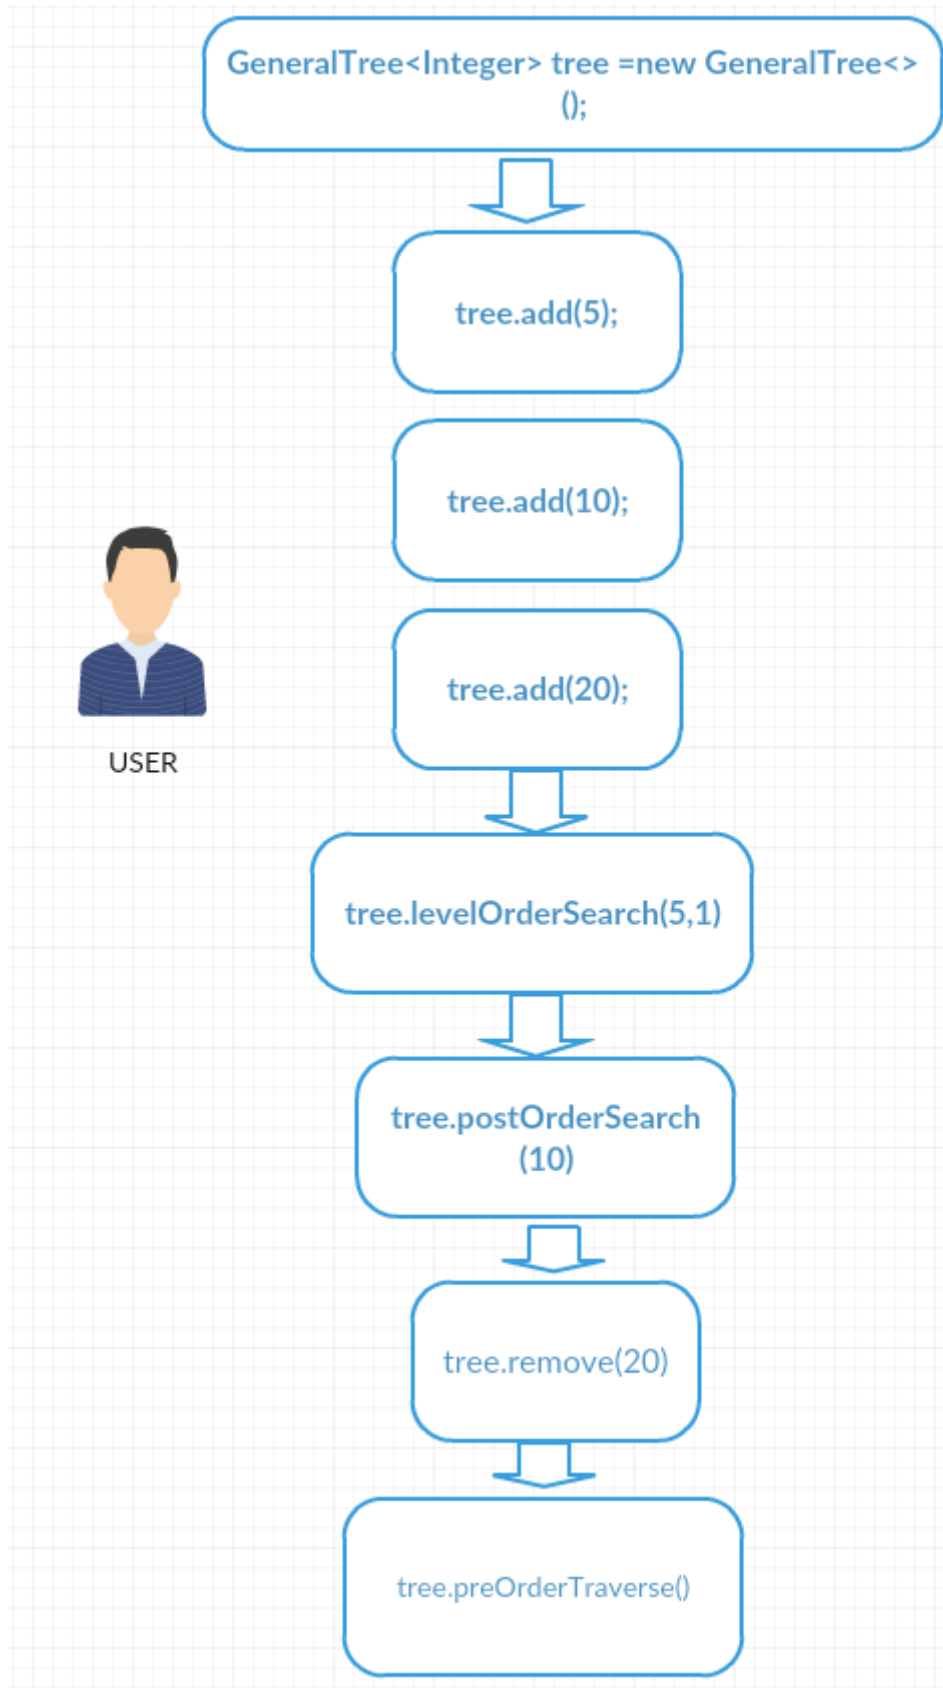 GeneralTree<Integer> tree =new GeneralTree<>
();
tree.add(5);
tree.add(10);
tree.add(20);
USER
tree.levelOrderSearch(5,1)
tree.postOrderSearch
(10)
tree.remove(20)
tree.preOrderTraverse()